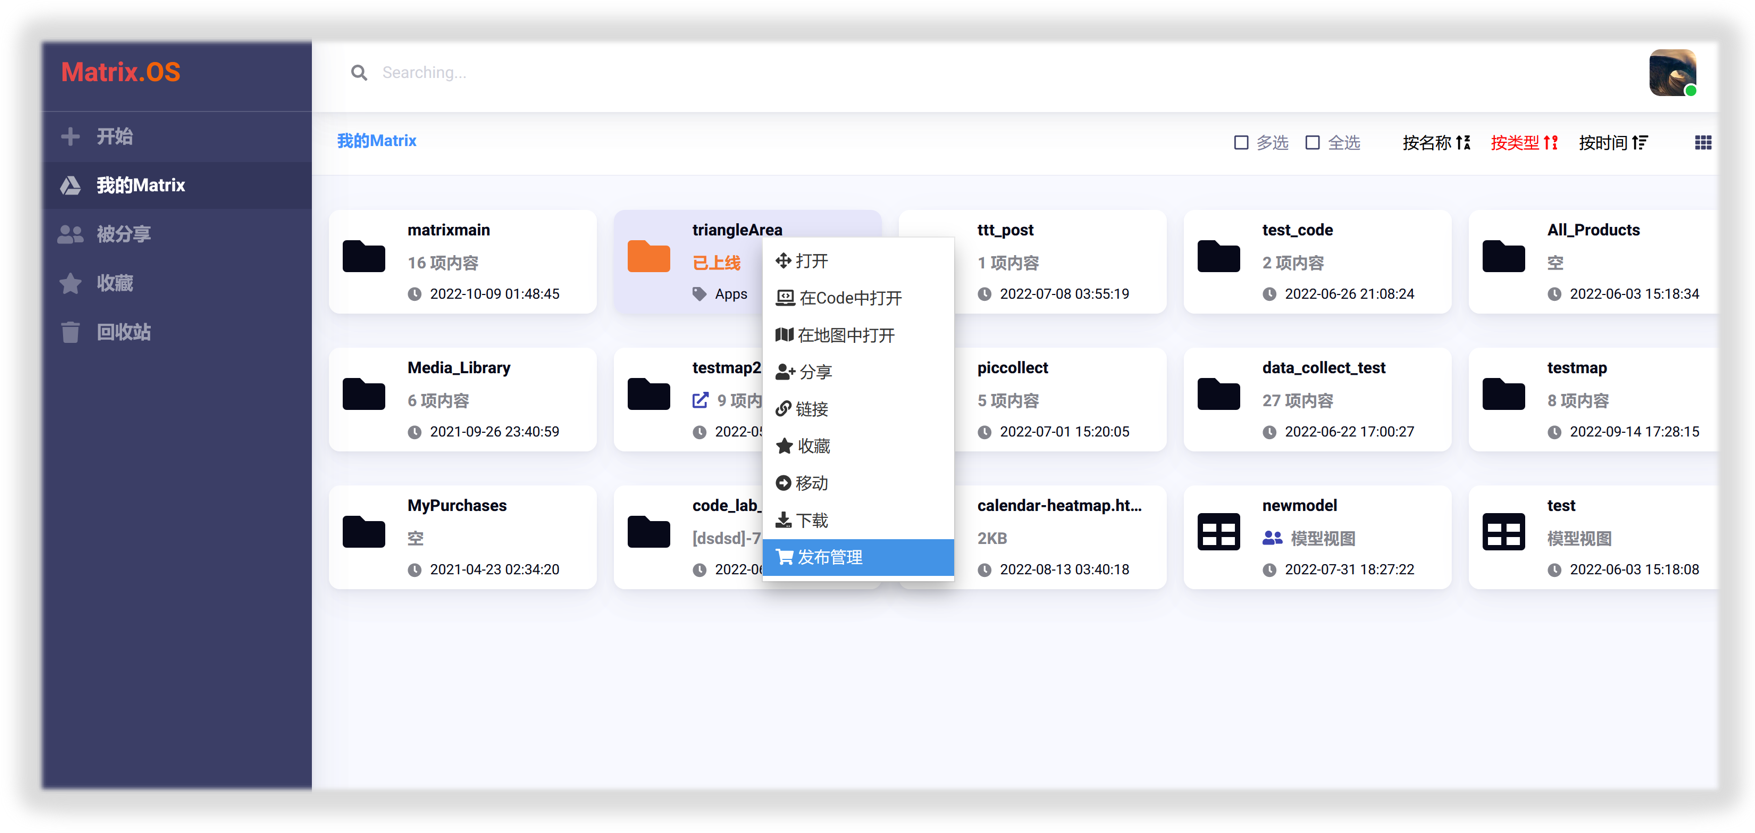 Matrix.OS
Searching...
开始
我的Matrix
被分享
收藏
回收站
我的Matrix
多选
全选
按名称
按类型
按时间
matrixmain
16 项内容
2022-10-09 01:48:45
triangleArea
已上线
Apps
ttt_post
1 项内容
2022-07-08 03:55:19
test_code
2 项内容
2022-06-26 21:08:24
All_Products
空
2022-06-03 15:18:34
打开
在Code中打开
在地图中打开
分享
链接
收藏
移动
下载
发布管理
Media_Library
6 项内容
2021-09-26 23:40:59
testmap2
9 项内
2022-05
piccollect
5 项内容
2022-07-01 15:20:05
data_collect_test
27 项内容
2022-06-22 17:00:27
testmap
8 项内容
2022-09-14 17:28:15
MyPurchases
空
2021-04-23 02:34:20
code_lab_
[dsdsd]-7
2022-06
calendar-heatmap.ht...
2KB
2022-08-13 03:40:18
newmodel
模型视图
2022-07-31 18:27:22
test
模型视图
2022-06-03 15:18:08